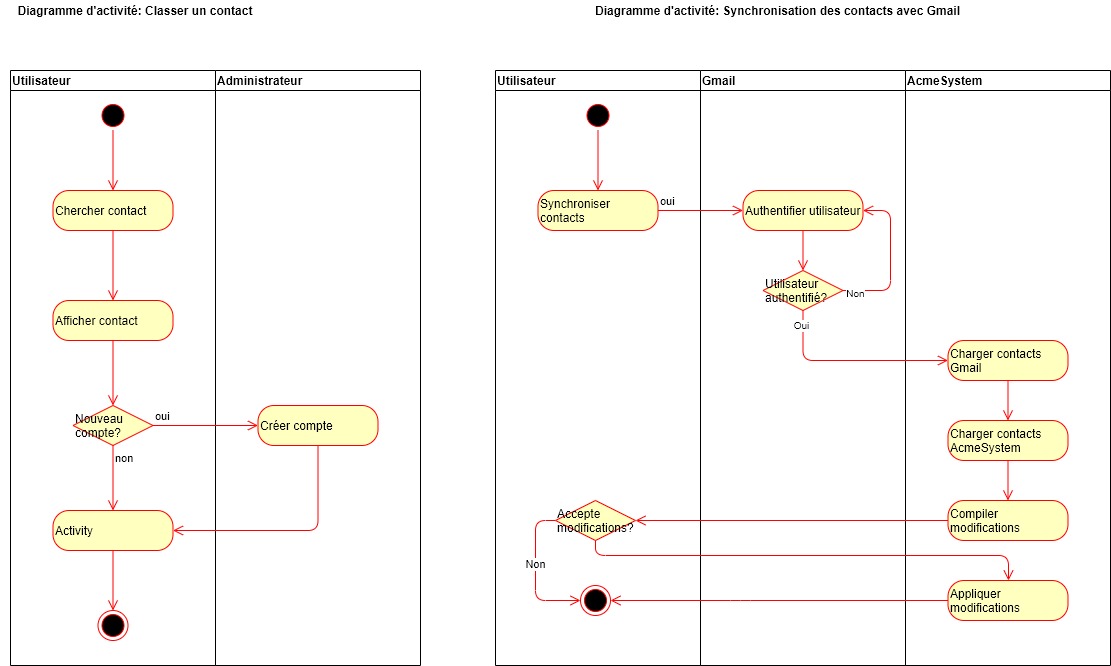 Diagramme d'activité: Classer un contact
Utilisateur
Administrateur
Chercher contact
Afficher contact
Nouveau
compte?
oui
Créer compte
non
Activity
Diagramme d'activité: Synchronisation des contacts avec Gmail
Utilisateur
Gmail
AcmeSystem
Synchroniser
contacts
oui
Authentifier utilisateur
Utilisateur
authentifié?
Non
Oui
Charger contacts
Gmail
Charger contacts
AcmeSystem
Compiler
modifications
Accepte
modifications?
Non
Appliquer
modifications